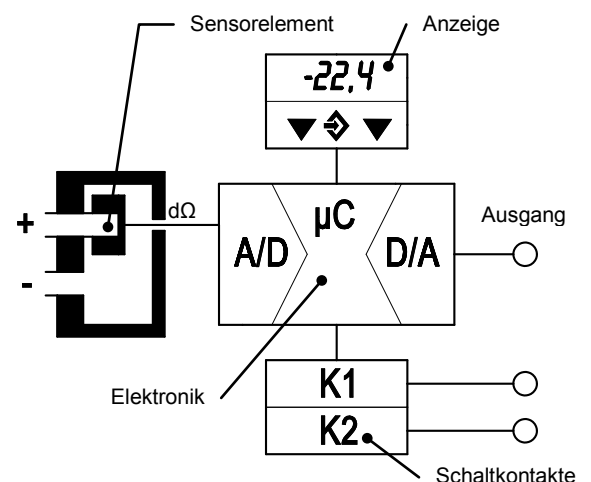 Sensorelement
Anzeige
-22,4
+
dΩ
-
A/D
µC
D/A
Ausgang
Elektronik
K1
K2
Schaltkontakte